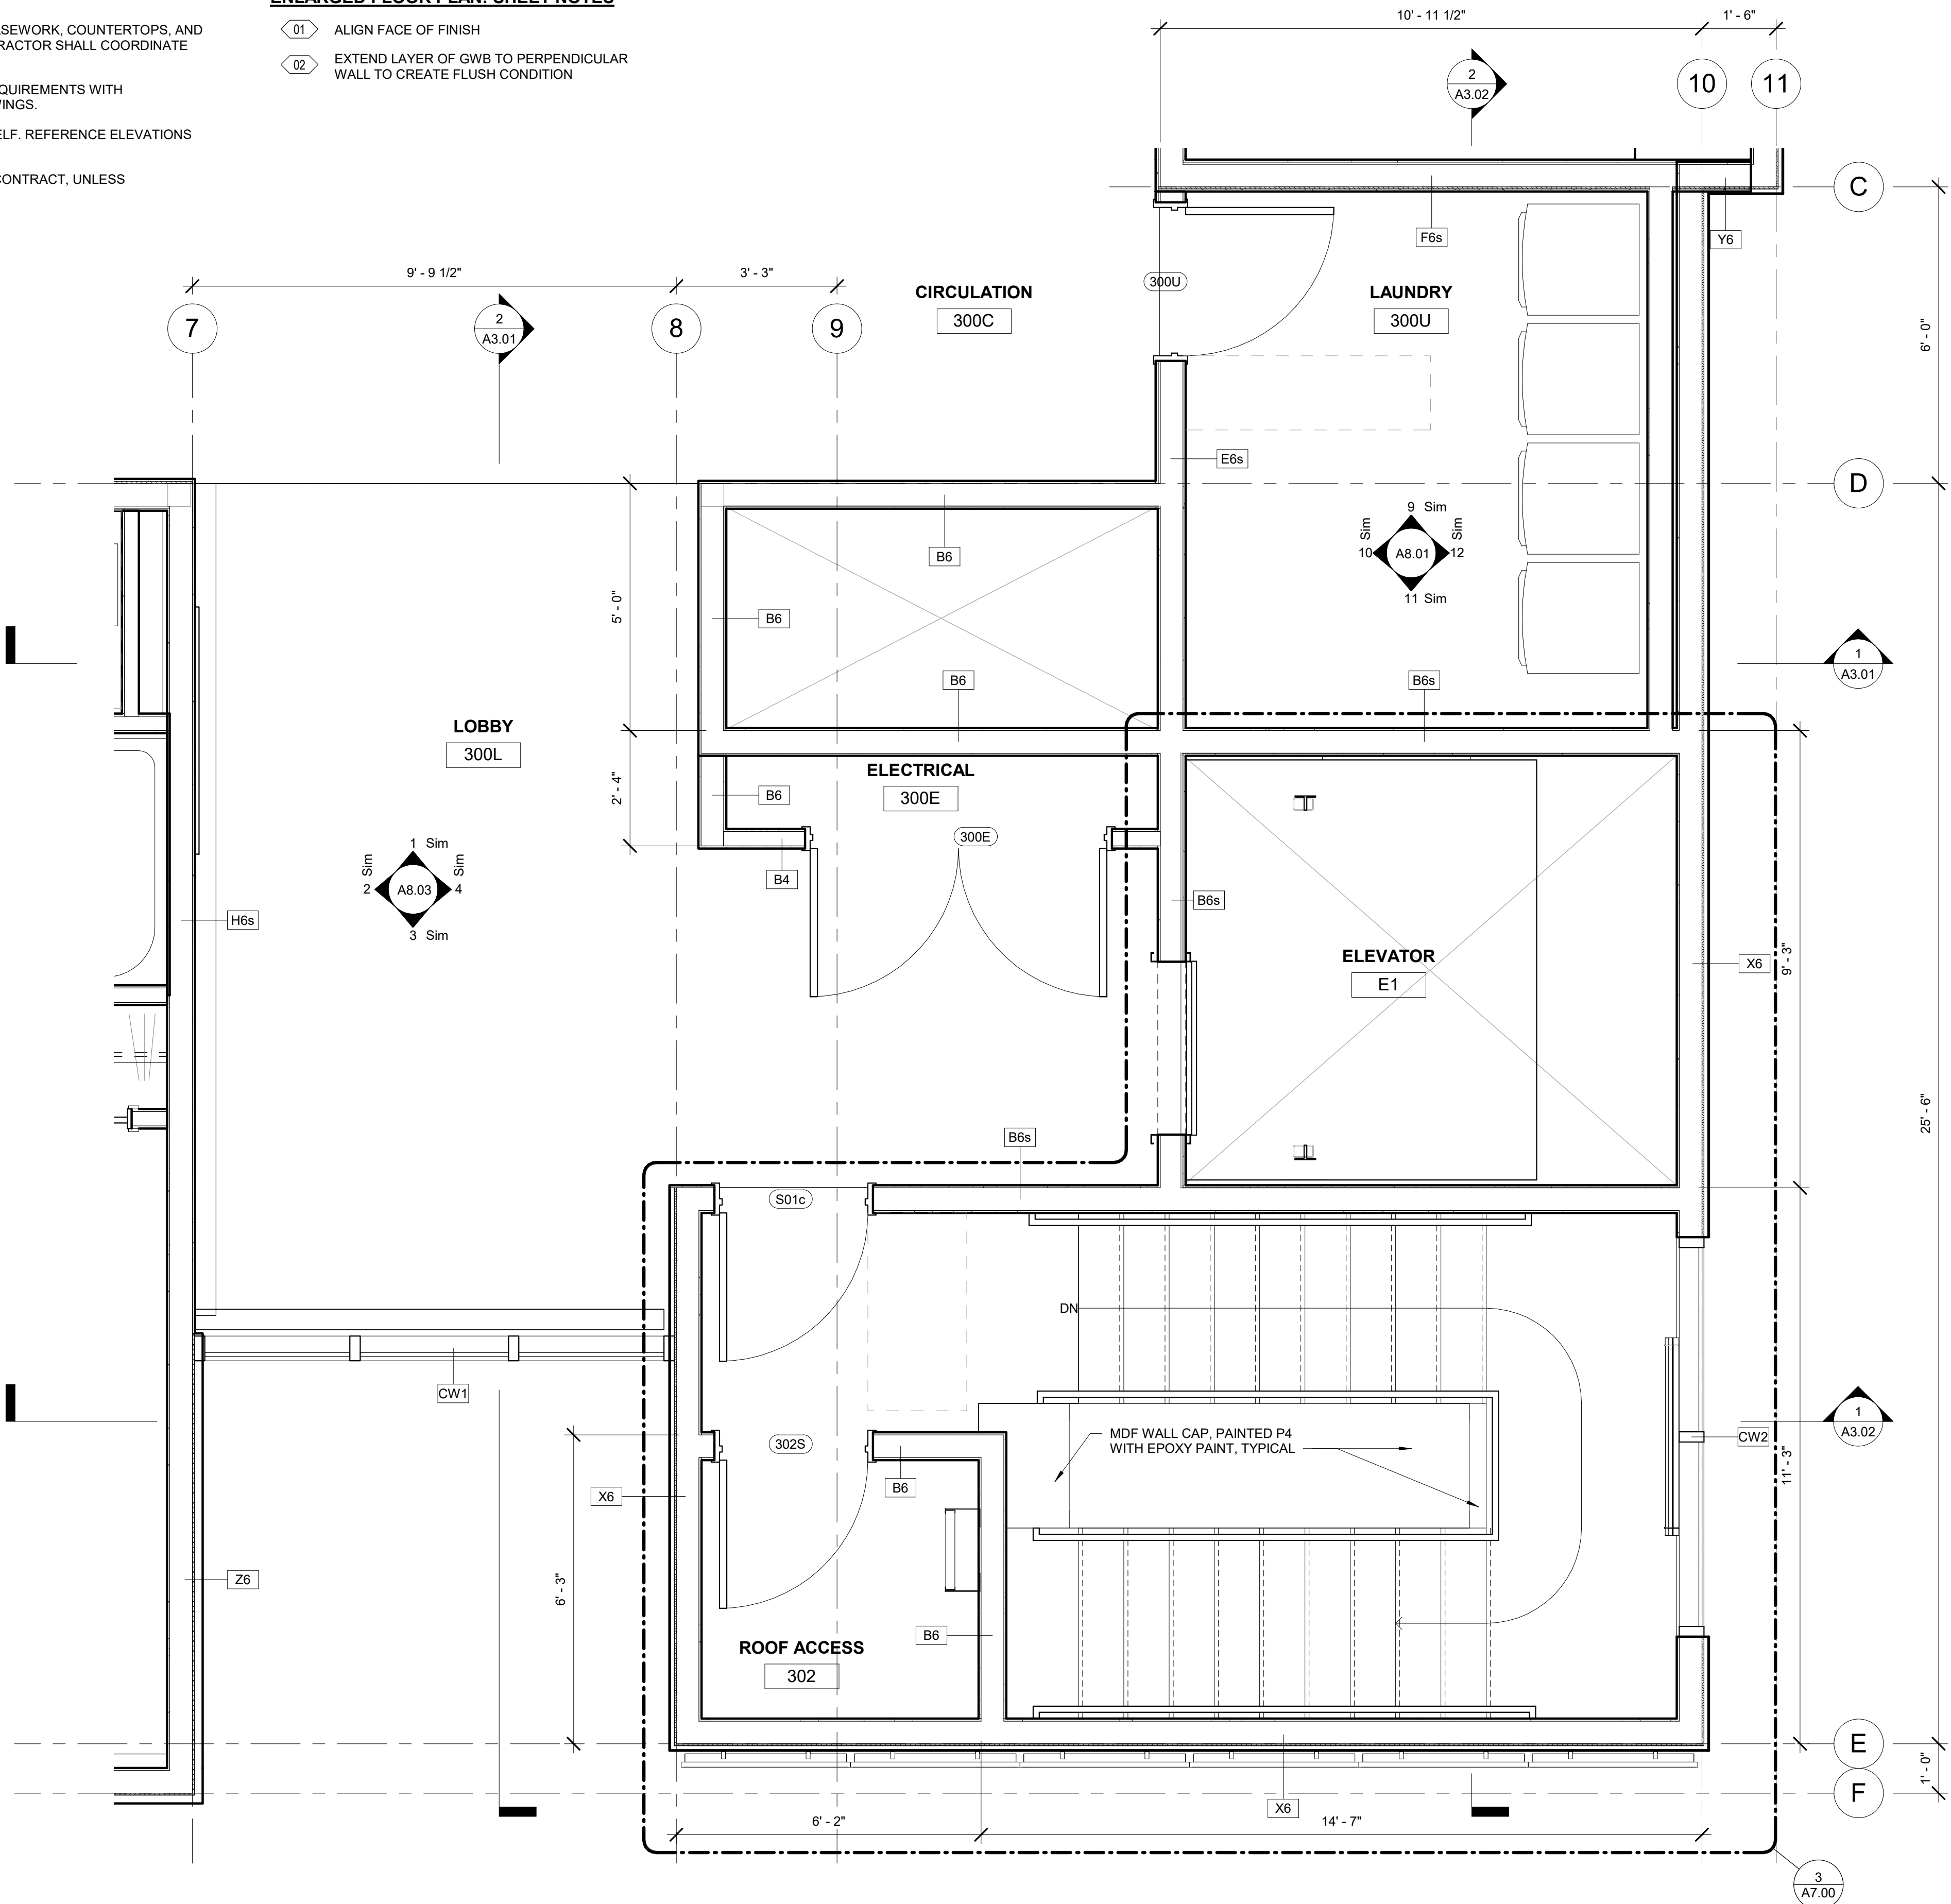 ENLARGED FLOOR PLAN: SHEET NOTES
01 ALIGN FACE OF FINISH
02 EXTEND LAYER OF GWB TO PERPENDICULAR
WALL TO CREATE FLUSH CONDITION
COUNTERTOPS, AND
SHALL COORDINATE
WITH
REFERENCE ELEVATIONS
CONTRACT, UNLESS
10' - 11 1/2"
1' - 6"
2
A3.02
10
11
C
F6s
Y6
9' - 9 1/2"
3' - 3"
7
2
A3.01
8
9
CIRCULATION
300C
300U
LAUNDRY
300U
6' - 0"
E6s
D
B6
9 Sim
Sim
10
A8.01
12
Sim
11 Sim
5' - 0"
B6
B6
B6s
1
A3.01
LOBBY
300L
2' - 4"
B6
ELECTRICAL
300E
300E
B4
1 Sim
Sim
2
A8.03
4
Sim
3 Sim
H6s
B6s
ELEVATOR
E1
X6
9' - 3"
25' - 6"
B6s
S01c
DN
CW1
302S
MDF WALL CAP, PAINTED P4
WITH EPOXY PAINT, TYPICAL
CW2
1
A3.02
11' - 3"
X6
B6
6' - 3"
Z6
B6
ROOF ACCESS
302
E
1' - 0"
F
X6
6' - 2"
14' - 7"
3
A7.00